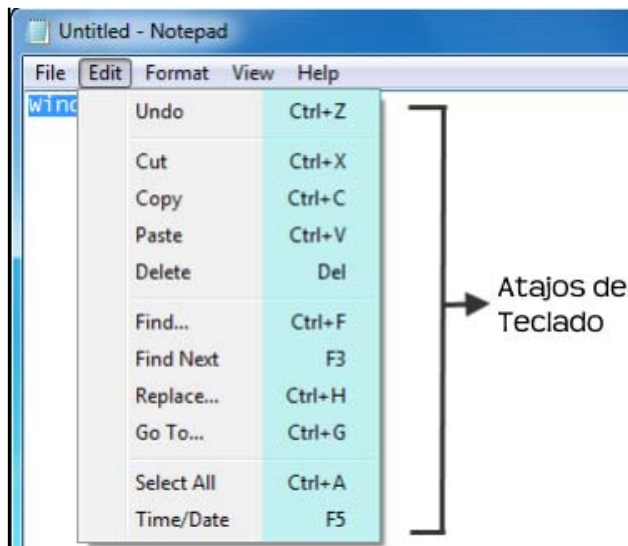 Untitled - Notepad
File Edit Format View Help
Wind
Undo Ctrl+Z
Cut Ctrl+X
Copy Ctrl+C
Paste Ctrl+V
Delete Del
Find... Ctrl+F
Find Next F3
Replace... Ctrl+H
Go To... Ctrl+G
Select All Ctrl+A
Time/Date F5
Atajos de
Teclado